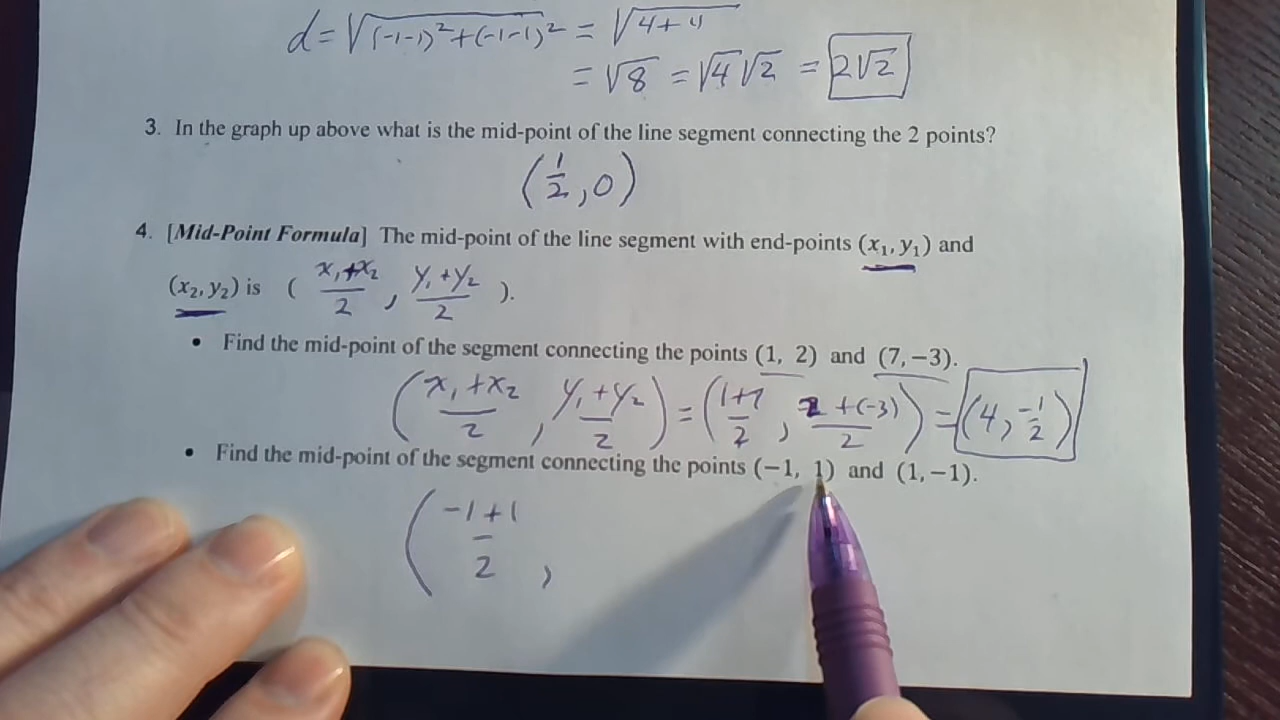 d = √(-1-1)²+(-1-1)² = √4+4
= √8 = √4√2 = 2√2
3. In the graph up above what is the mid-point of the line segment connecting the 2 points?
(1/2, 0)
4. [Mid-Point Formula] The mid-point of the line segment with end-points (x₁, y₁) and
(x₂, y₂) is ( x₁+x₂/2 , y₁+y₂/2 ).
• Find the mid-point of the segment connecting the points (1, 2) and (7, −3).
(x₁+x₂/2 , y₁+y₂/2) = (1+7/2 , 2+(-3)/2) = (4, -1/2)
• Find the mid-point of the segment connecting the points (−1, 1) and (1, −1).
(-1+1/2 ,